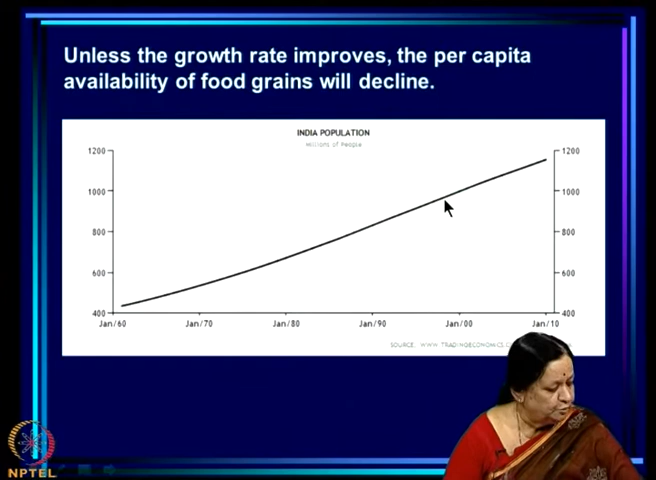 Unless the growth rate improves, the per capita
availability of food grains will decline.
INDIA POPULATION
Millions of People
1200 1200
1000 1000
800 800
600 600
400 400
Jan/60 Jan/70 Jan/80 Jan/90 Jan/00 Jan/10
SOURCE: WWW.TRADINGECONOMICS.C
NPTEL